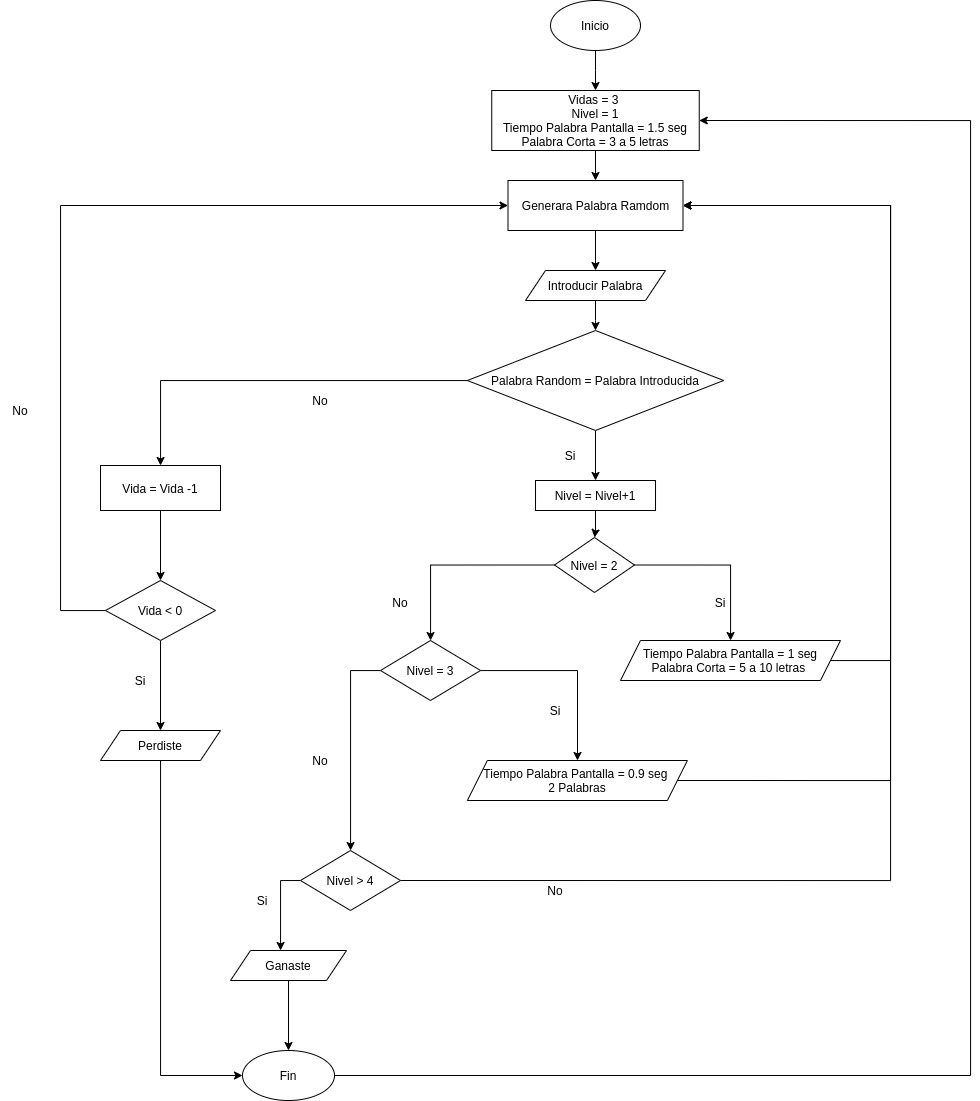 Inicio
Vidas = 3
Nivel = 1
Tiempo Palabra Pantalla = 1.5 seg
Palabra Corta = 3 a 5 letras
Generara Palabra Ramdom
Introducir Palabra
Palabra Random = Palabra Introducida
No
No
Si
Vida = Vida -1
Nivel = Nivel+1
Nivel = 2
No
Si
Vida < 0
Tiempo Palabra Pantalla = 1 seg
Palabra Corta = 5 a 10 letras
Nivel = 3
Si
Si
Perdiste
No
Tiempo Palabra Pantalla = 0.9 seg
2 Palabras
Nivel > 4
No
Si
Ganaste
Fin